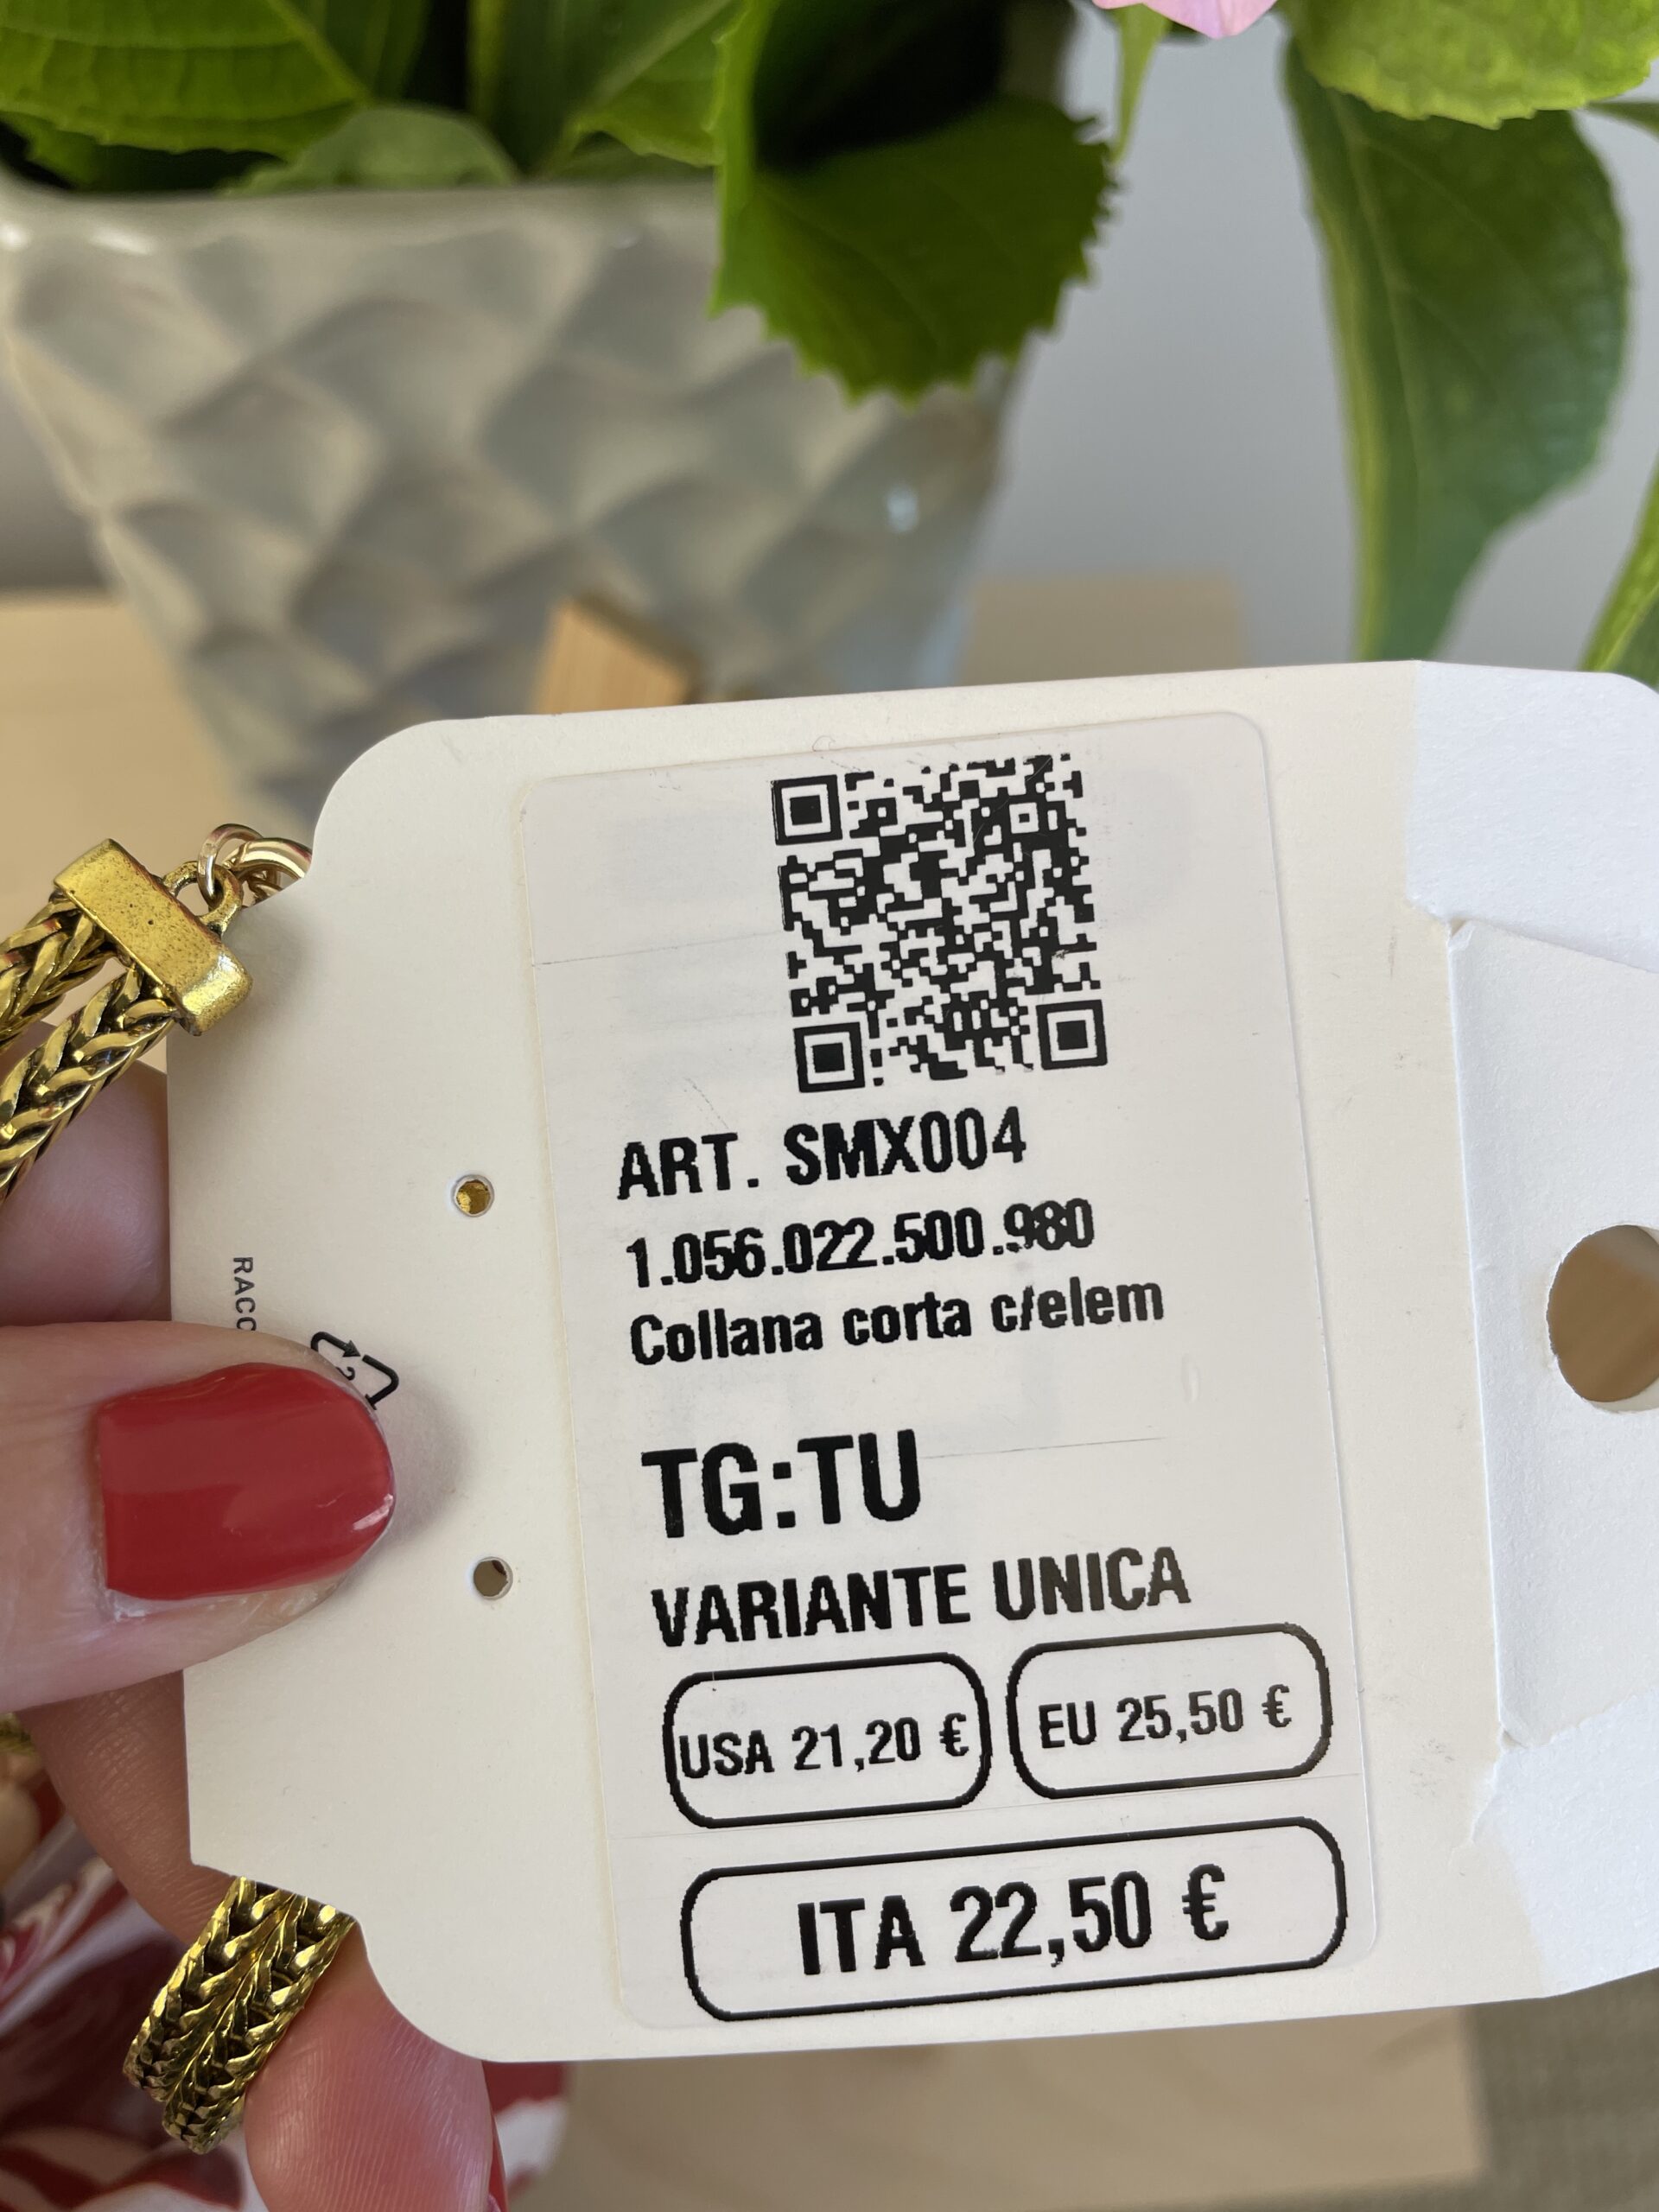 ART. SMX004
1.056.022.500.980
Collana corta c/elem
TG:TU
VARIANTE UNICA
USA 21,20 €
EU 25,50 €
ITA 22,50 €